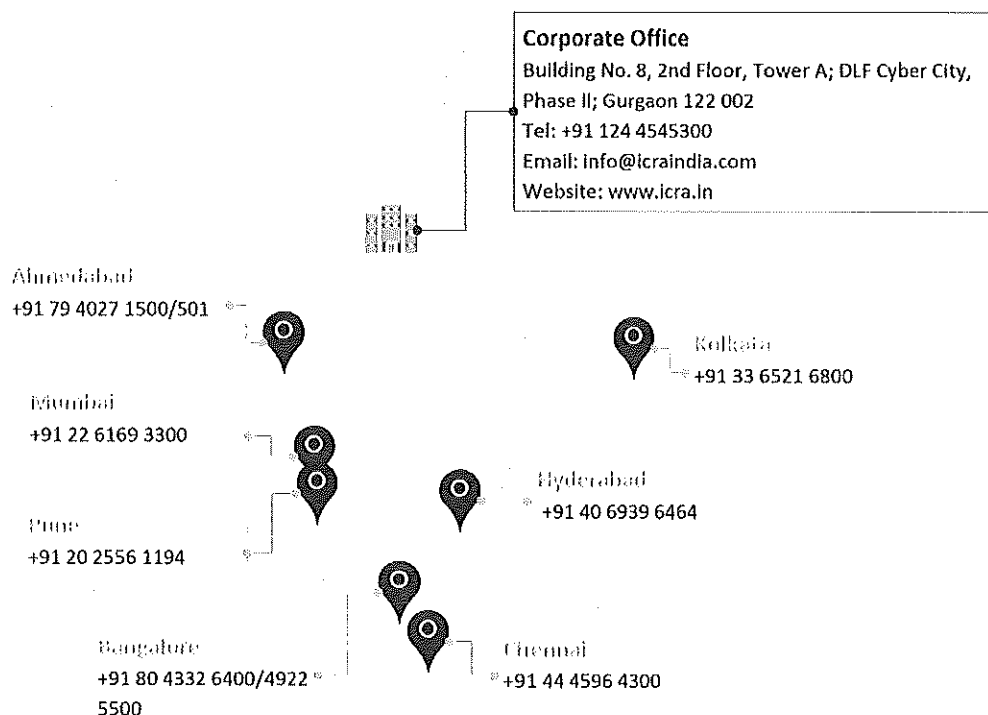 Corporate Office
Building No. 8, 2nd Floor, Tower A; DLF Cyber City,
Phase II; Gurgaon 122 002
Tel: +91 124 4545300
Email: info@icraindia.com
Website: www.icra.in
Ahmedabad
+91 79 4027 1500/501
Kolkata
+91 33 6521 6800
Mumbai
+91 22 6169 3300
Hyderabad
+91 40 6939 6464
Pune
+91 20 2556 1194
Bangalore
+91 80 4332 6400/4922
5500
Chennai
+91 44 4596 4300